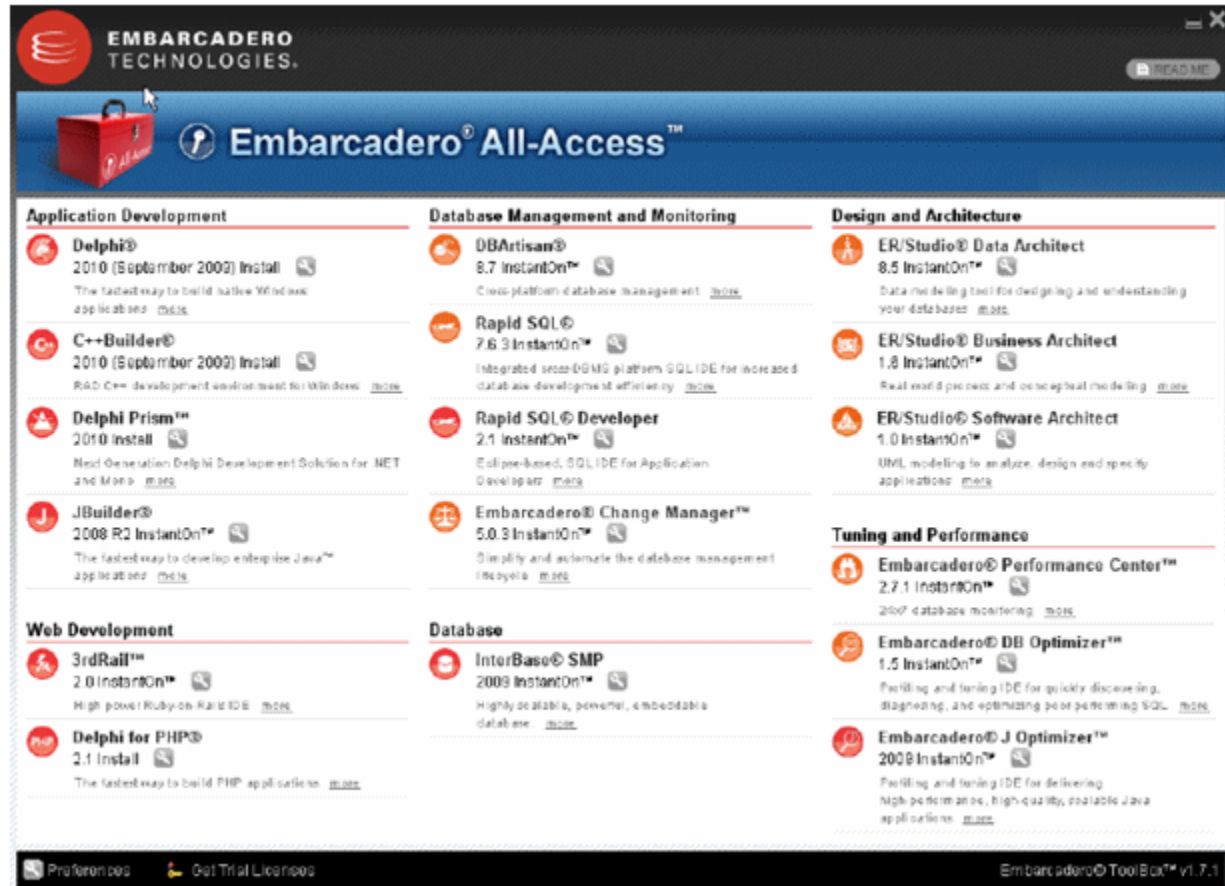 EMBARCADERO
TECHNOLOGIES.
READ ME
All-Access
Embarcadero® All-Access™
Application Development
Delphi®
2010 (September 2009) Install
The fastest way to build native Windows
applications more
C++Builder®
2010 (September 2009) Install
RAD C++ development environment for Windows more
Delphi Prism™
2010 Install
Next Generation Delphi Development Solution for .NET
and Mono more
J
JBuilder®
2008 R2 InstantOn™
The fastest way to develop enterprise Java™
applications more
Web Development
3rdRail™
2.0 InstantOn™
High power Ruby on Rails IDE more
PHP
Delphi for PHP®
2.1 Install
The fastest way to build PHP applications more
Database Management and Monitoring
DBArtisan®
8.7 InstantOn™
Cross-platform database management more
Rapid SQL®
7.6.3 InstantOn™
Integrated cross-DBMS platform SQL IDE for increased
database development efficiency more
Rapid SQL® Developer
2.1 InstantOn™
Eclipse-based, SQL IDE for Application
Developers more
Embarcadero® Change Manager™
5.0.3 InstantOn™
Simplify and automate the database management
lifecycle more
Database
InterBase® SMP
2009 InstantOn™
Highly scalable, powerful, embeddable
database. more
Design and Architecture
ER/Studio® Data Architect
8.5 InstantOn™
Data modeling tool for designing and understanding
your databases more
ER/Studio® Business Architect
1.6 InstantOn™
Real world process and conceptual modeling more
ER/Studio® Software Architect
1.0 InstantOn™
UML modeling to analyze, design and specify
applications more
Tuning and Performance
Embarcadero® Performance Center™
2.7.1 InstantOn™
24x7 database monitoring more
Embarcadero® DB Optimizer™
1.5 InstantOn™
Profiling and tuning IDE for quickly discovering,
diagnosing, and optimizing poor performing SQL more
Embarcadero® J Optimizer™
2009 InstantOn™
Profiling and tuning IDE for delivering
high-performance, high-quality, scalable Java
applications more
Preferences
Get Trial Licenses
Embarcadero® ToolBox™ v1.7.1